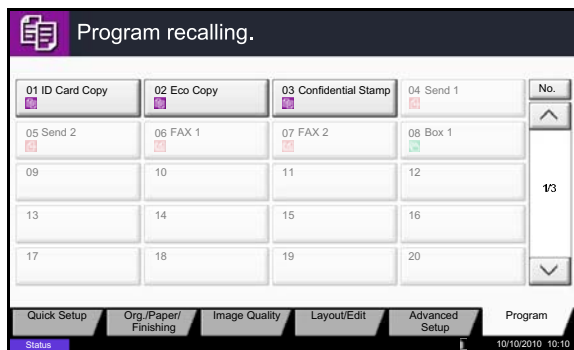 Program recalling.
01 ID Card Copy
02 Eco Copy
03 Confidential Stamp
04 Send 1
No.
05 Send 2
06 FAX 1
07 FAX 2
08 Box 1
09
10
11
12
1/3
13
14
15
16
17
18
19
20
Quick Setup
Org./Paper/
Finishing
Image Quality
Layout/Edit
Advanced
Setup
Program
Status
10/10/2010 10:10